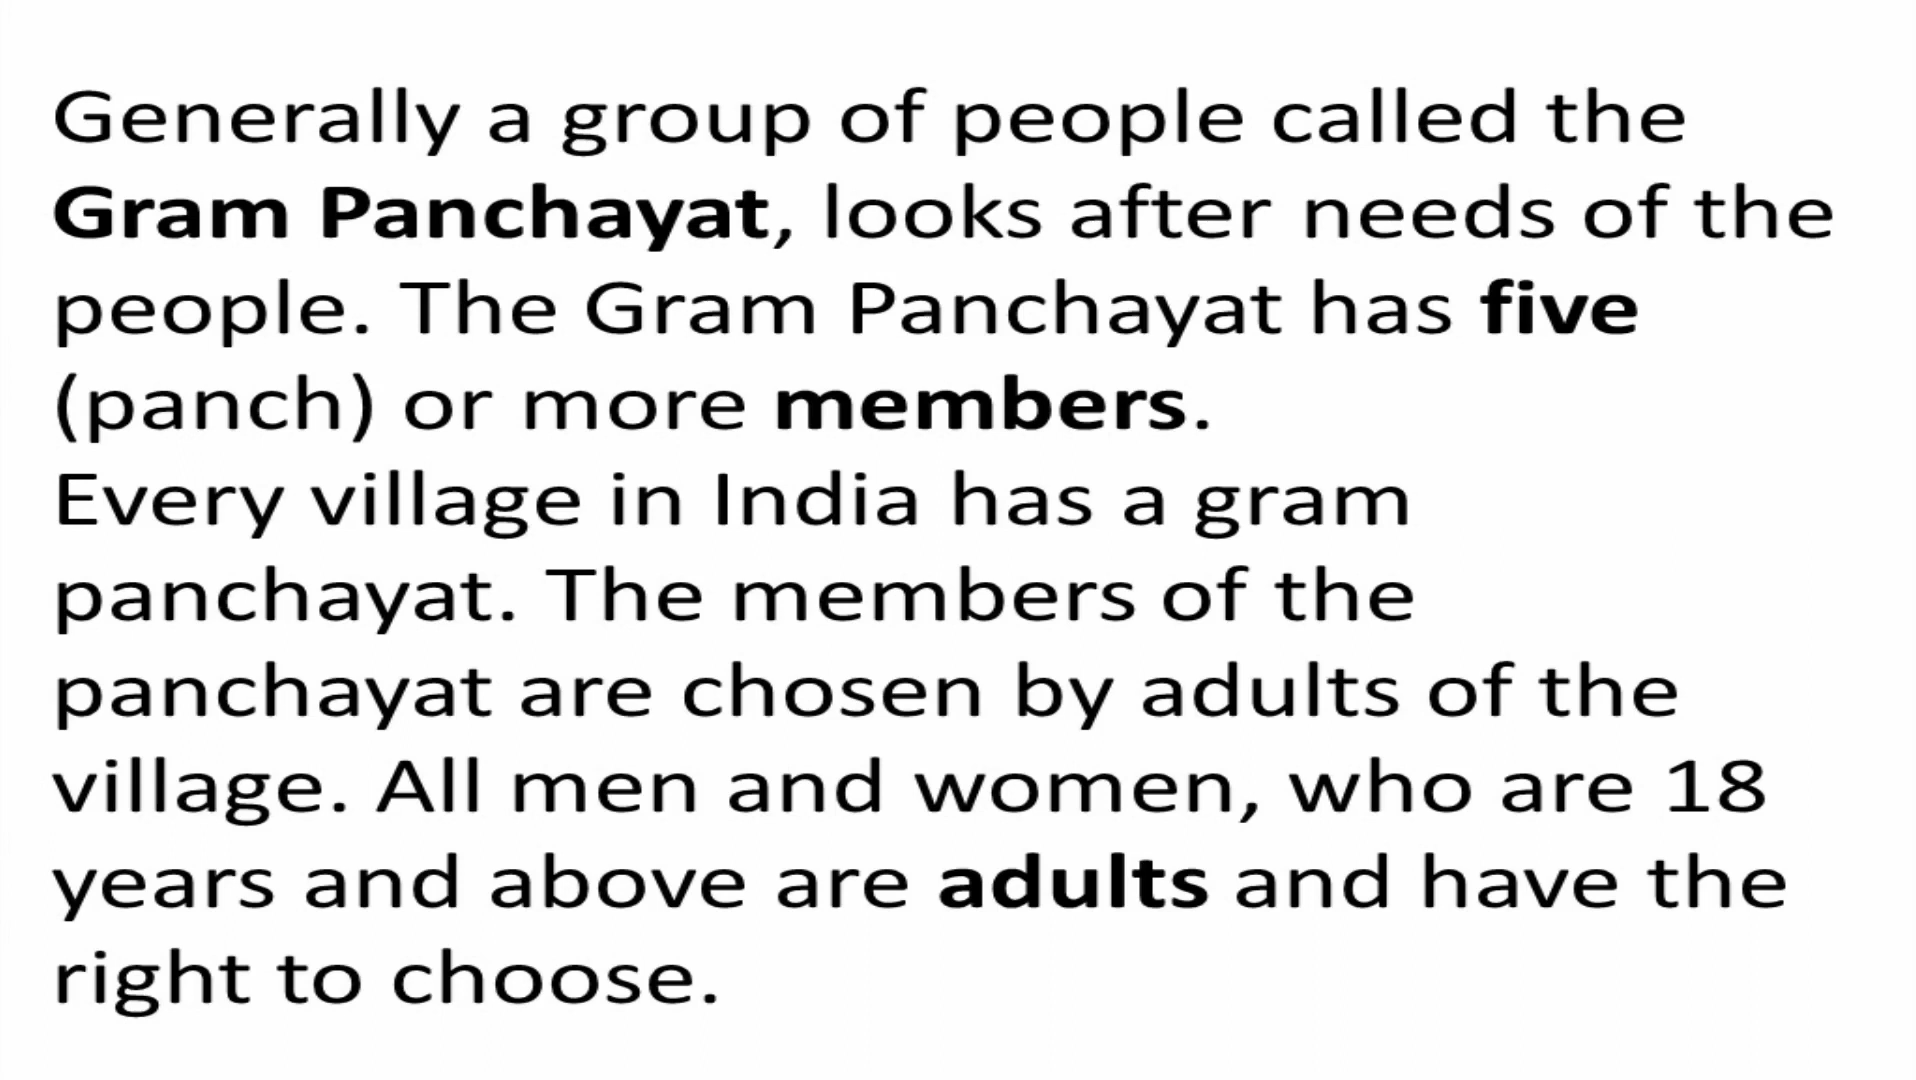 Generally a group of people called the
Gram Panchayat, looks after needs of the
people. The Gram Panchayat has five
(panch) or more members.
Every village in India has a gram
panchayat. The members of the
panchayat are chosen by adults of the
village. All men and women, who are 18
years and above are adults and have the
right to choose.